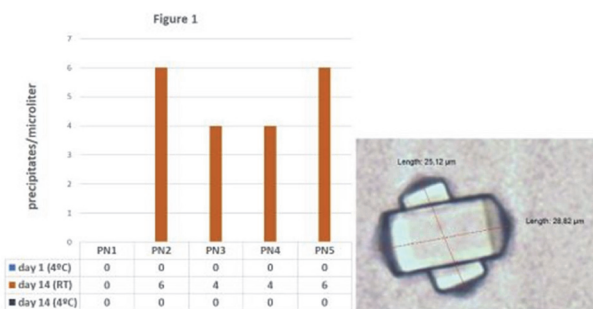 Figure 1
precipitates/microliter
7
6
5
4
3
2
1
0
PN1 PN2 PN3 PN4 PN5
day 1 (4ºC) 0 0 0 0 0
day 14 (RT) 0 6 4 4 6
day 14 (4ºC) 0 0 0 0 0
Length: 25,12 µm
Length: 28,82 µm